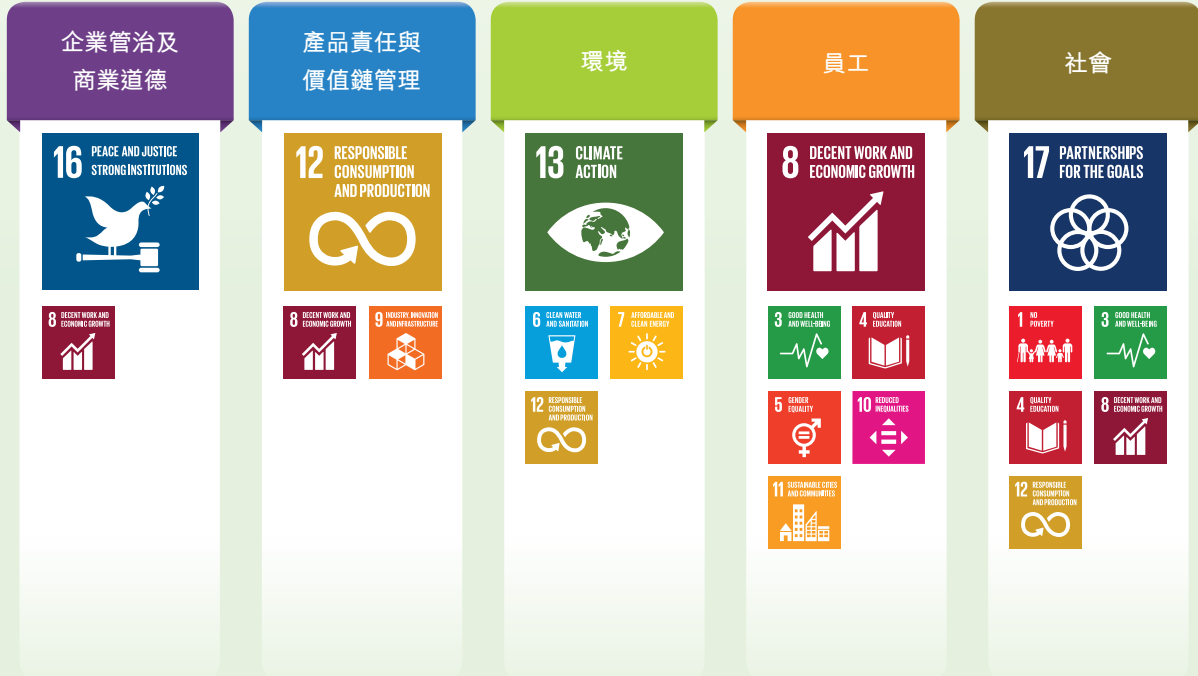 企業管治及
商業道德
16 PEACE AND JUSTICE
STRONG INSTITUTIONS
8 DECENT WORK AND
ECONOMIC GROWTH
產品責任與
價值鏈管理
12 RESPONSIBLE
CONSUMPTION
AND PRODUCTION
8 DECENT WORK AND
ECONOMIC GROWTH
9 INDUSTRY, INNOVATION
AND INFRASTRUCTURE
環境
13 CLIMATE
ACTION
6 CLEAN WATER
AND SANITATION
7 AFFORDABLE AND
CLEAN ENERGY
12 RESPONSIBLE
CONSUMPTION
AND PRODUCTION
員工
8 DECENT WORK AND
ECONOMIC GROWTH
3 GOOD HEALTH
AND WELL-BEING
4 QUALITY
EDUCATION
5 GENDER
EQUALITY
10 REDUCED
INEQUALITIES
11 SUSTAINABLE CITIES
AND COMMUNITIES
社會
17 PARTNERSHIPS
FOR THE GOALS
1 NO
POVERTY
3 GOOD HEALTH
AND WELL-BEING
4 QUALITY
EDUCATION
8 DECENT WORK AND
ECONOMIC GROWTH
12 RESPONSIBLE
CONSUMPTION
AND PRODUCTION